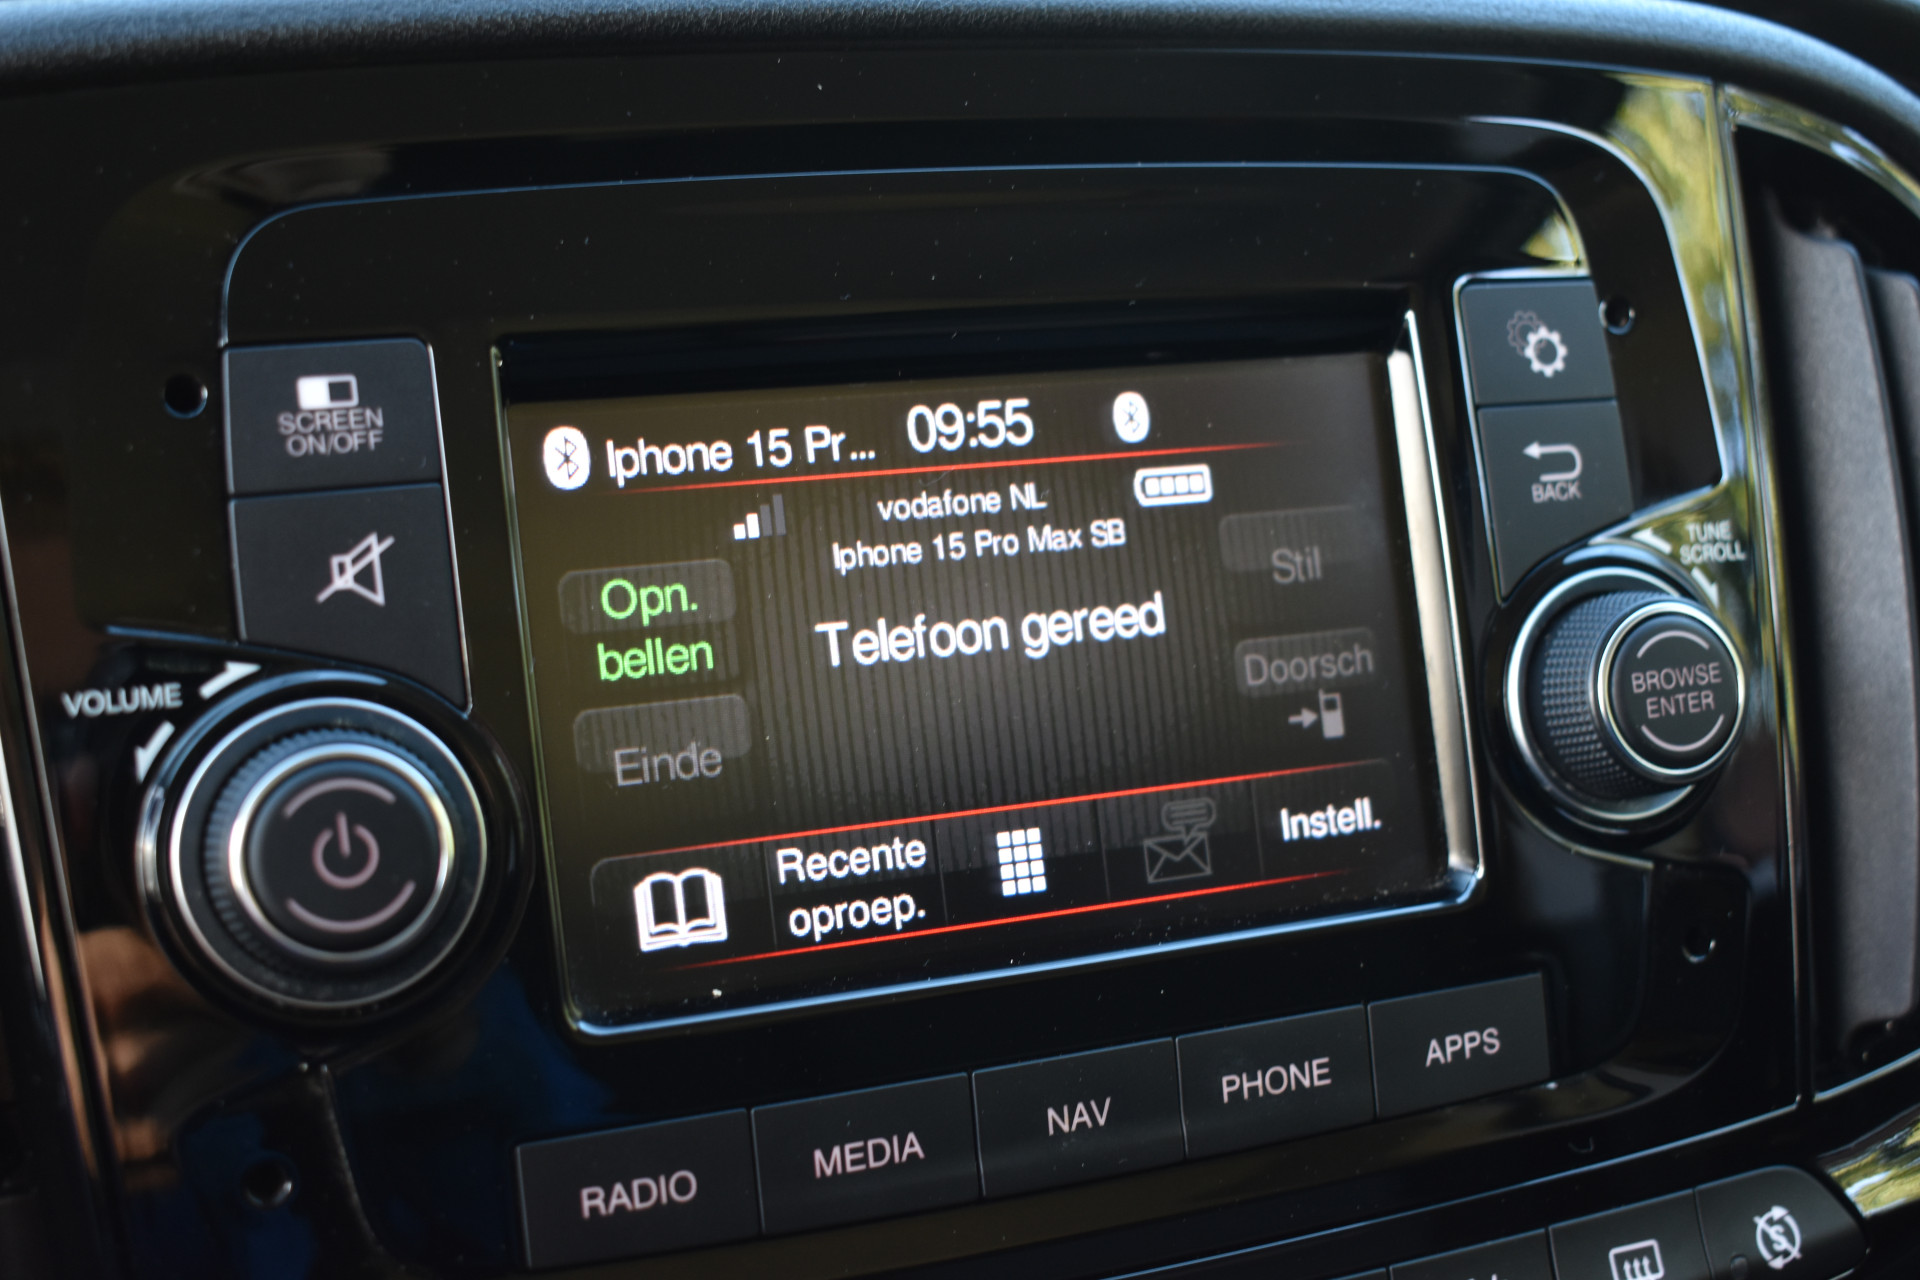 Iphone 15 Pr... 09:55
vodafone NL
Iphone 15 Pro Max SB
Opn.
bellen
Telefoon gereed
Stil
Doorsch
Einde
Recente
oproep.
Instell.
SCREEN
ON/OFF
VOLUME
BACK
TUNE
SCROLL
BROWSE
ENTER
RADIO
MEDIA
NAV
PHONE
APPS